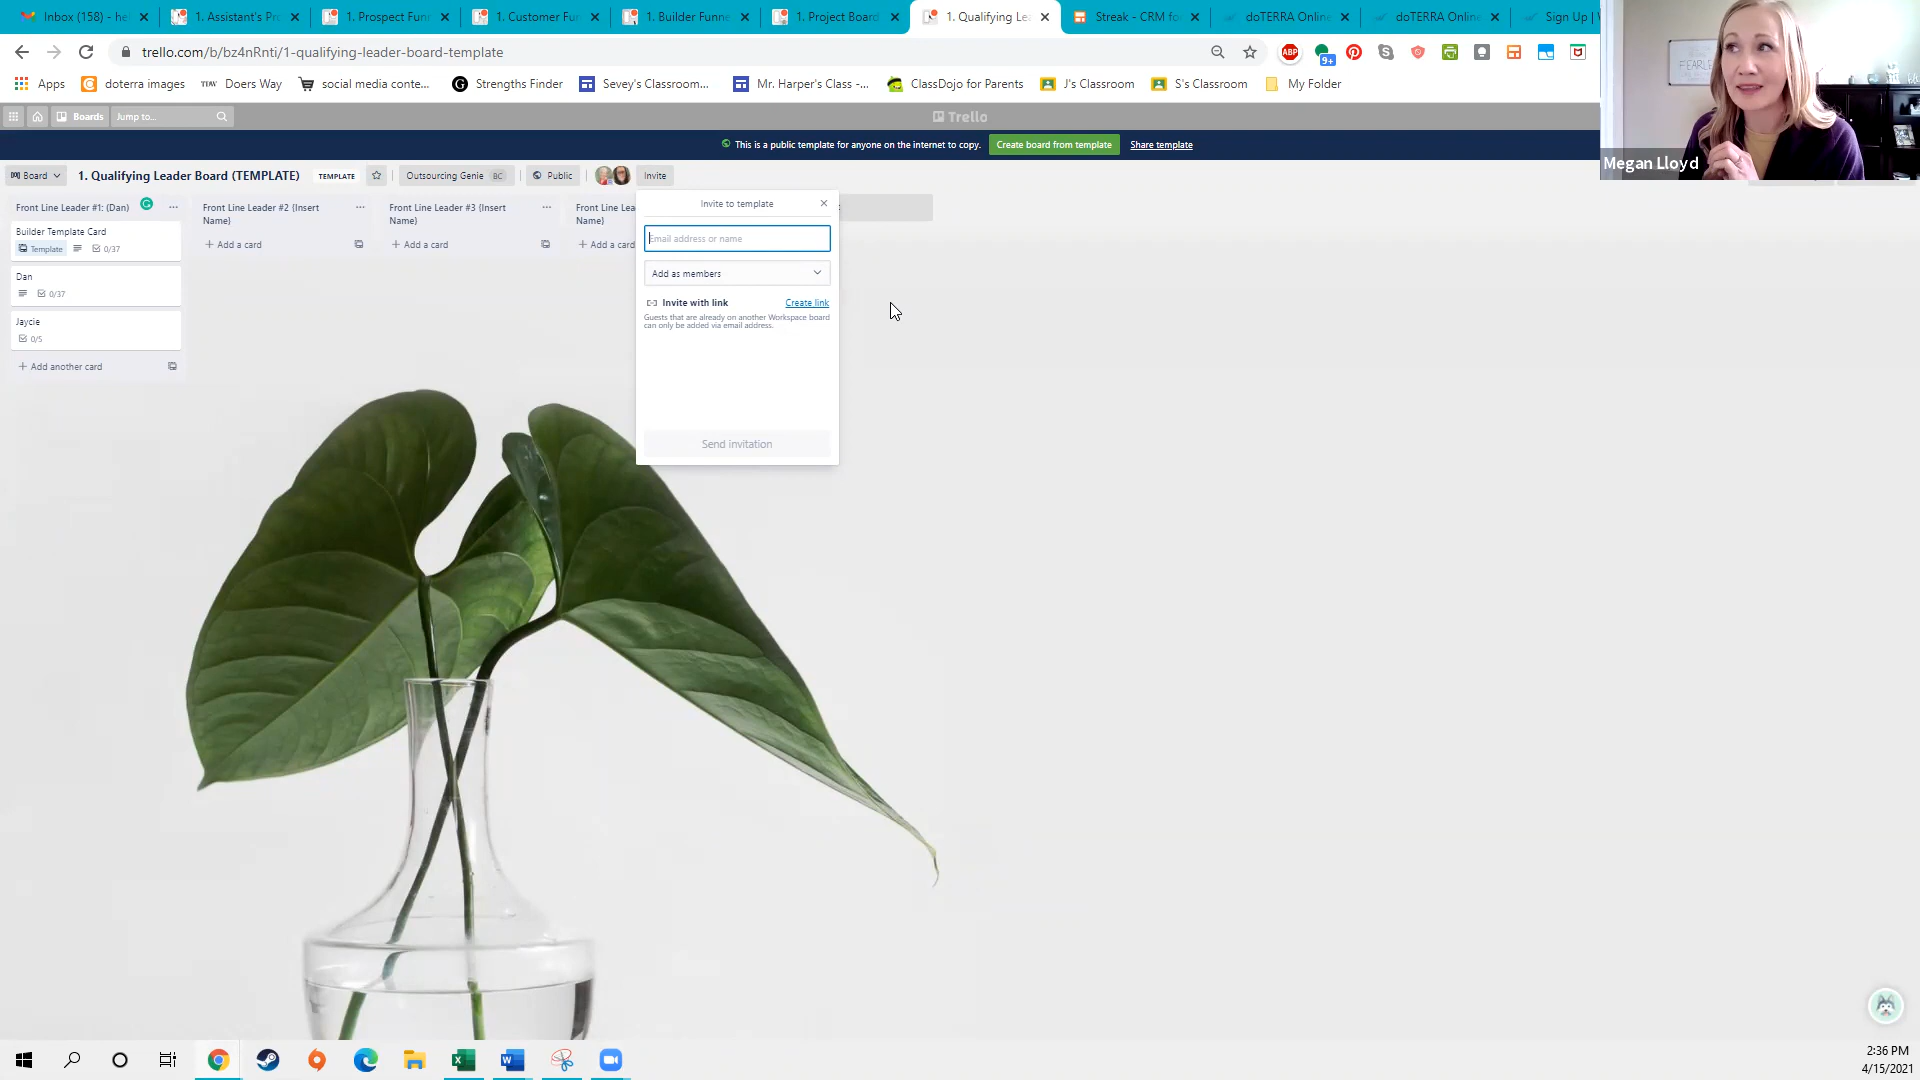 Inbox (158) - he
1. Assistant's Pr
1. Prospect Fun
1. Customer Fu
1. Builder Funne
1. Project Board
1. Qualifying Le
Streak - CRM fo
doTERRA Online
doTERRA Online
Sign Up |
trello.com/b/bz4nRnti/1-qualifying-leader-board-template
ABP
9+
Apps
doterra images
Doers Way
social media conte...
Strengths Finder
Sevey's Classroom...
Mr. Harper's Class -...
ClassDojo for Parents
J's Classroom
S's Classroom
My Folder
Boards
Jump to...
Trello
This is a public template for anyone on the internet to copy.
Create board from template
Share template
Megan Lloyd
Board
1. Qualifying Leader Board (TEMPLATE)
TEMPLATE
Outsourcing Genie
BC
Public
Invite
Front Line Leader #1: (Dan)
Builder Template Card
Template
0/37
Dan
0/37
Jaycie
0/5
+ Add another card
Front Line Leader #2 (Insert
Name)
+ Add a card
Front Line Leader #3 (Insert
Name)
+ Add a card
Front Line Lea
Name)
+ Add a card
Invite to template
Email address or name
Add as members
Invite with link
Create link
Guests that are already on another Workspace board
can only be added via email address.
Send invitation
2:36 PM
4/15/2021